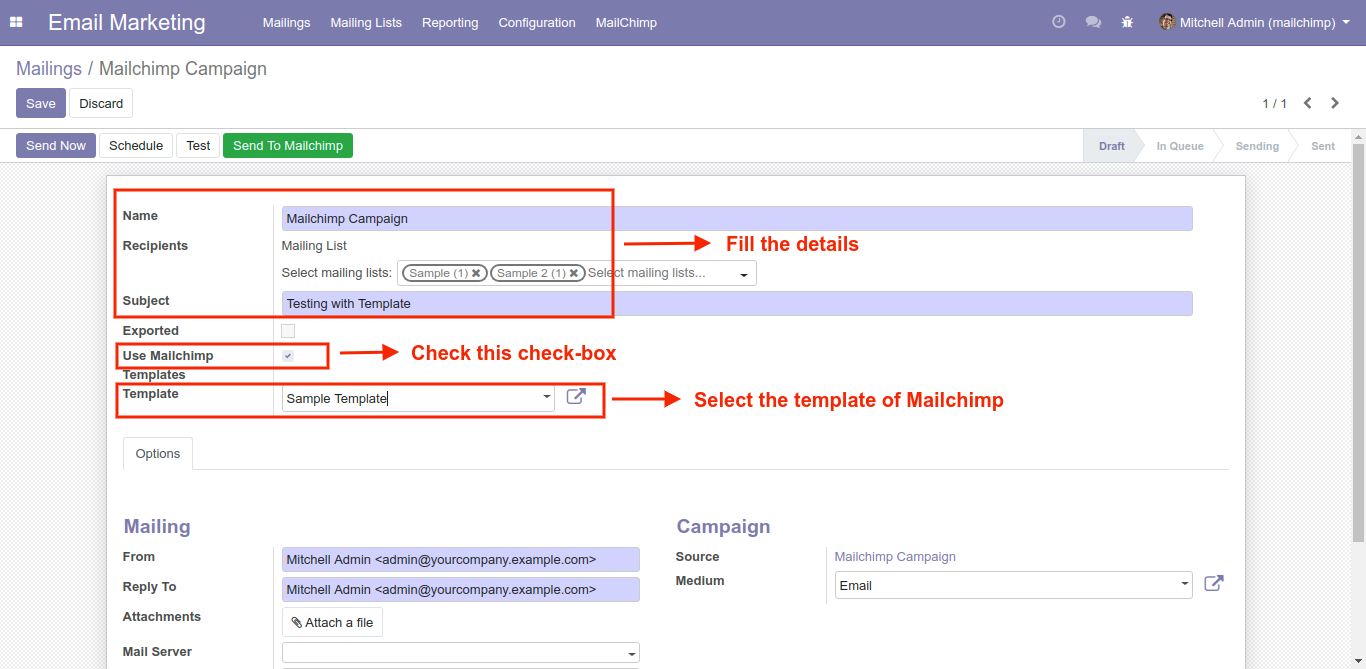 Email Marketing Mailings Mailing Lists Reporting Configuration MailChimp Mitchell Admin (mailchimp)
Mailings / Mailchimp Campaign
Save Discard 1 / 1
Send Now Schedule Test Send To Mailchimp Draft In Queue Sending Sent
Name Mailchimp Campaign
Recipients Mailing List Fill the details
Select mailing lists: Sample (1) Sample 2 (1) Select mailing lists...
Subject Testing with Template
Exported
Use Mailchimp Check this check-box
Templates
Template Sample Template Select the template of Mailchimp
Options
Mailing Campaign
From Mitchell Admin <admin@yourcompany.example.com> Source Mailchimp Campaign
Reply To Mitchell Admin <admin@yourcompany.example.com> Medium Email
Attachments Attach a file
Mail Server